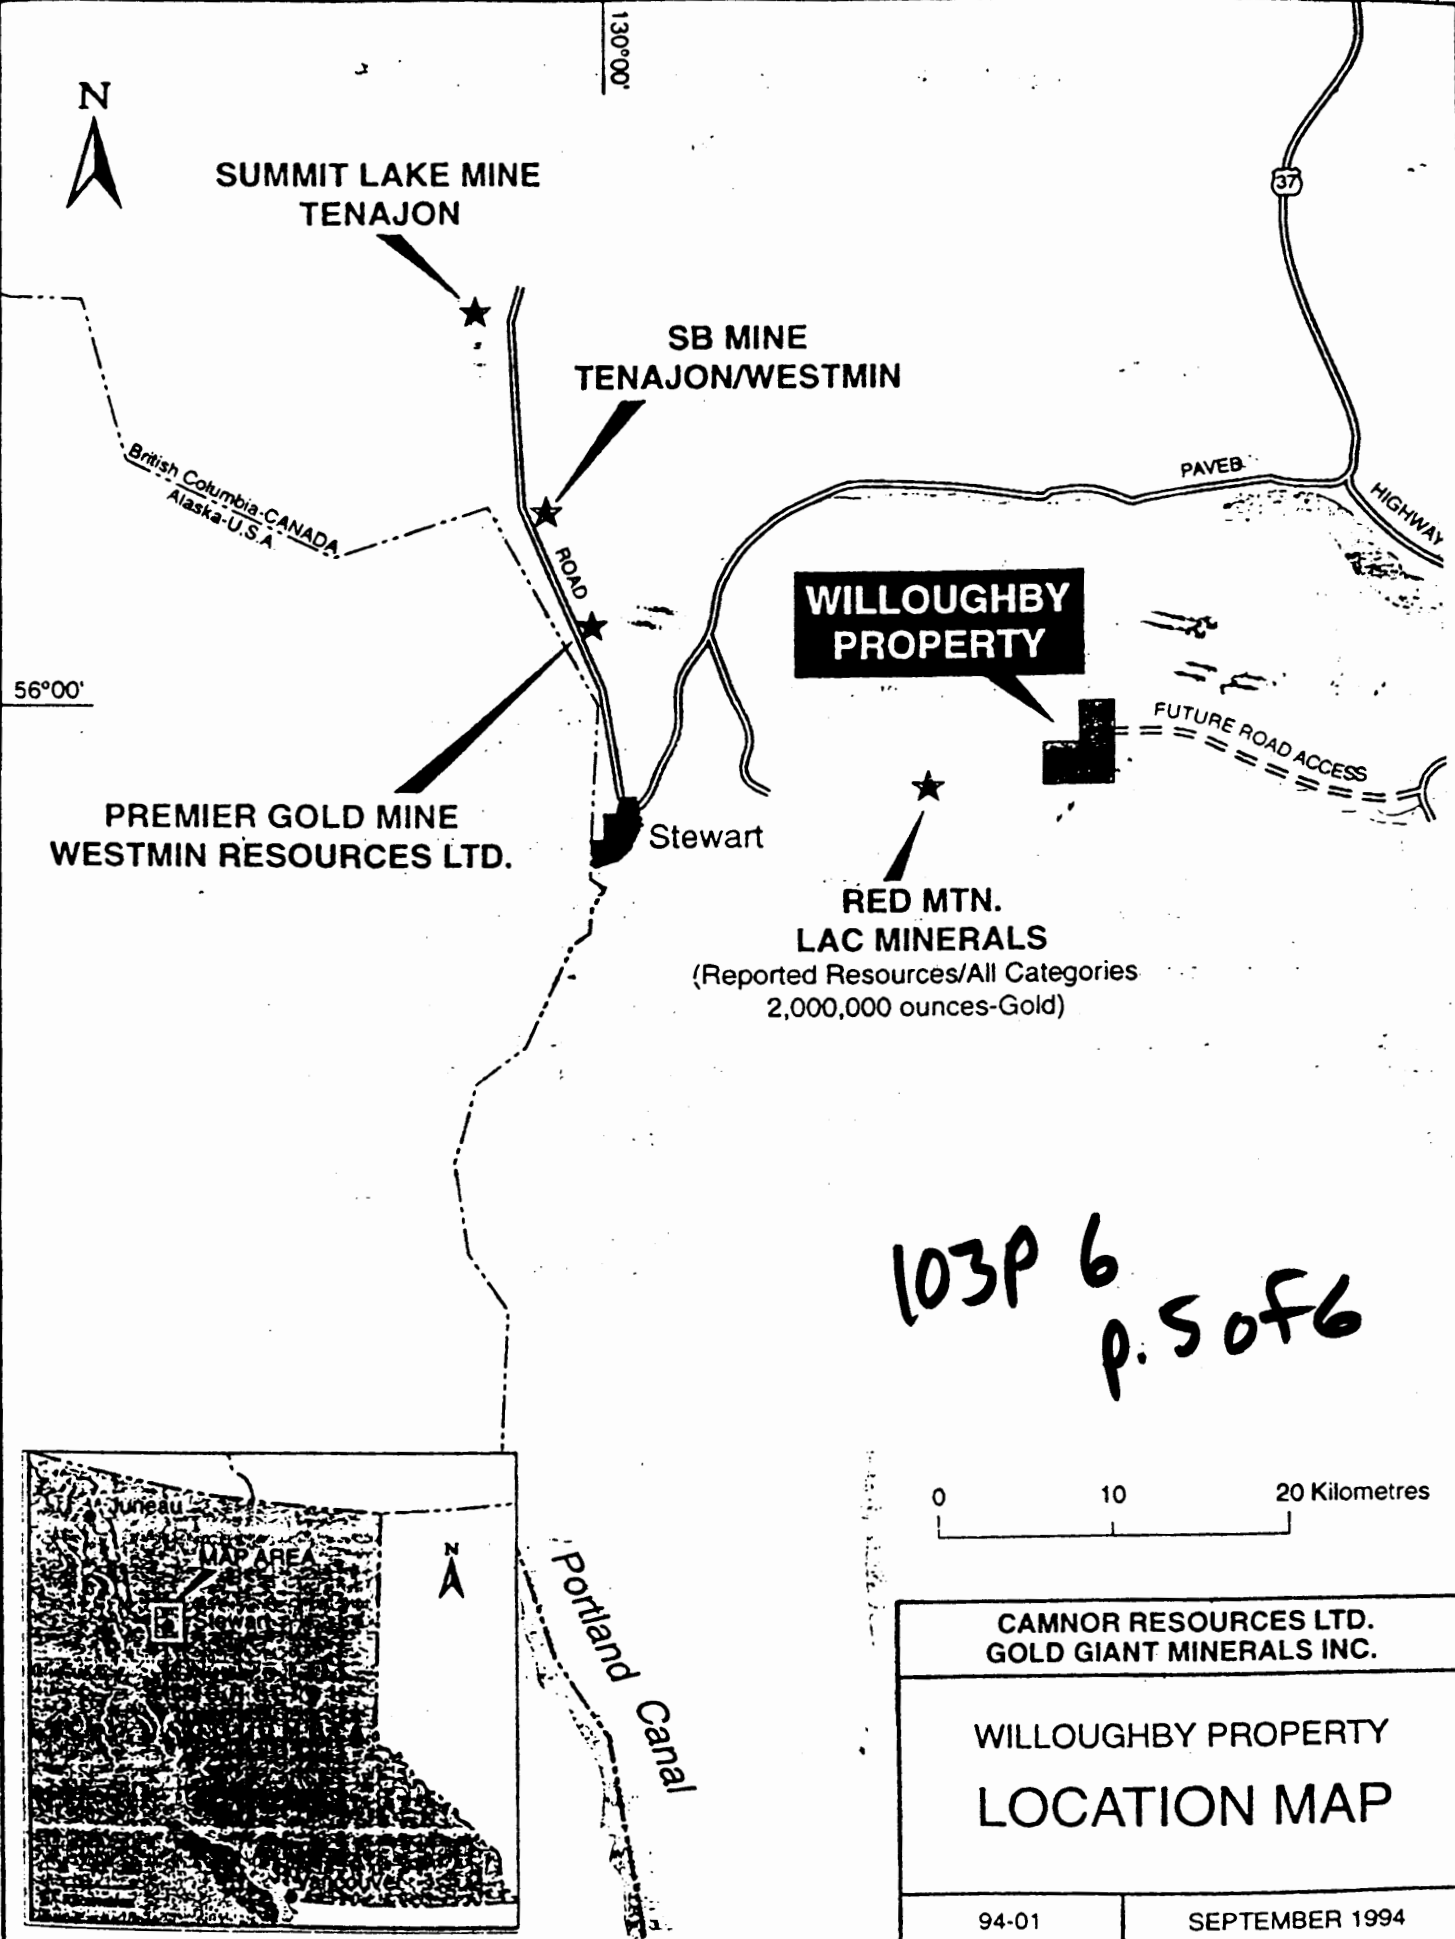 130°00'
N
37
SUMMIT LAKE MINE
TENAJON
SB MINE
TENAJON/WESTMIN
British Columbia-CANADA
Alaska-U.S.A.
PAVED
HIGHWAY
ROAD
WILLOUGHBY
PROPERTY
56°00'
FUTURE ROAD ACCESS
PREMIER GOLD MINE
WESTMIN RESOURCES LTD.
Stewart
RED MTN.
LAC MINERALS
(Reported Resources/All Categories
2,000,000 ounces-Gold)
103P 6
p. 5 of 6
0 10 20 Kilometres
Juneau
MAP AREA
N
Stewart
Vancouver
Portland Canal
CAMNOR RESOURCES LTD.
GOLD GIANT MINERALS INC.
WILLOUGHBY PROPERTY
LOCATION MAP
94-01
SEPTEMBER 1994